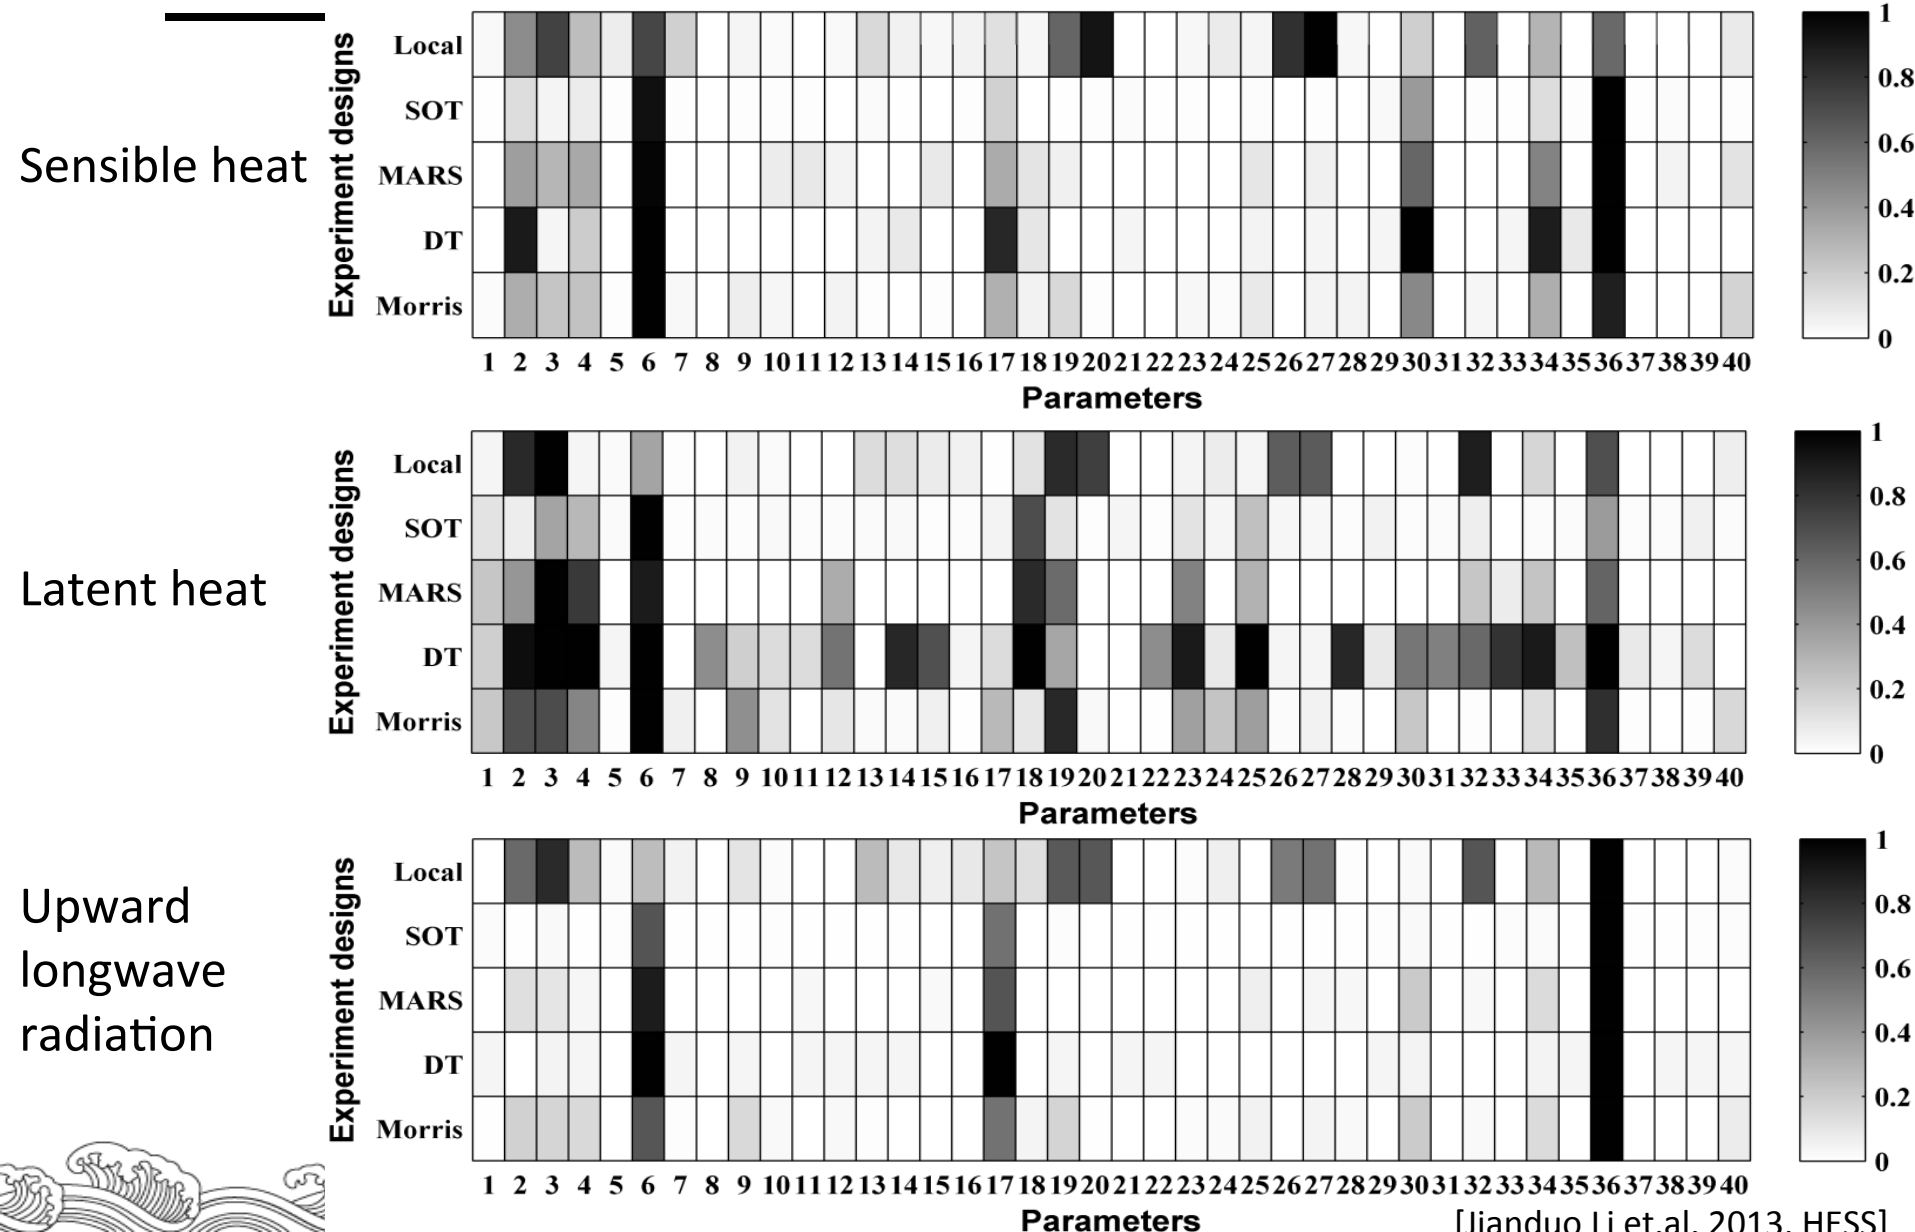 Sensible heat
Experiment designs
Local
SOT
MARS
DT
Morris
1 2 3 4 5 6 7 8 9 10 11 12 13 14 15 16 17 18 19 20 21 22 23 24 25 26 27 28 29 30 31 32 33 34 35 36 37 38 39 40
Parameters
1
0.8
0.6
0.4
0.2
0
Latent heat
Experiment designs
Local
SOT
MARS
DT
Morris
1 2 3 4 5 6 7 8 9 10 11 12 13 14 15 16 17 18 19 20 21 22 23 24 25 26 27 28 29 30 31 32 33 34 35 36 37 38 39 40
Parameters
1
0.8
0.6
0.4
0.2
0
Upward
longwave
radiation
Experiment designs
Local
SOT
MARS
DT
Morris
1 2 3 4 5 6 7 8 9 10 11 12 13 14 15 16 17 18 19 20 21 22 23 24 25 26 27 28 29 30 31 32 33 34 35 36 37 38 39 40
Parameters
1
0.8
0.6
0.4
0.2
0
[Jianduo Li et.al. 2013, HESS]